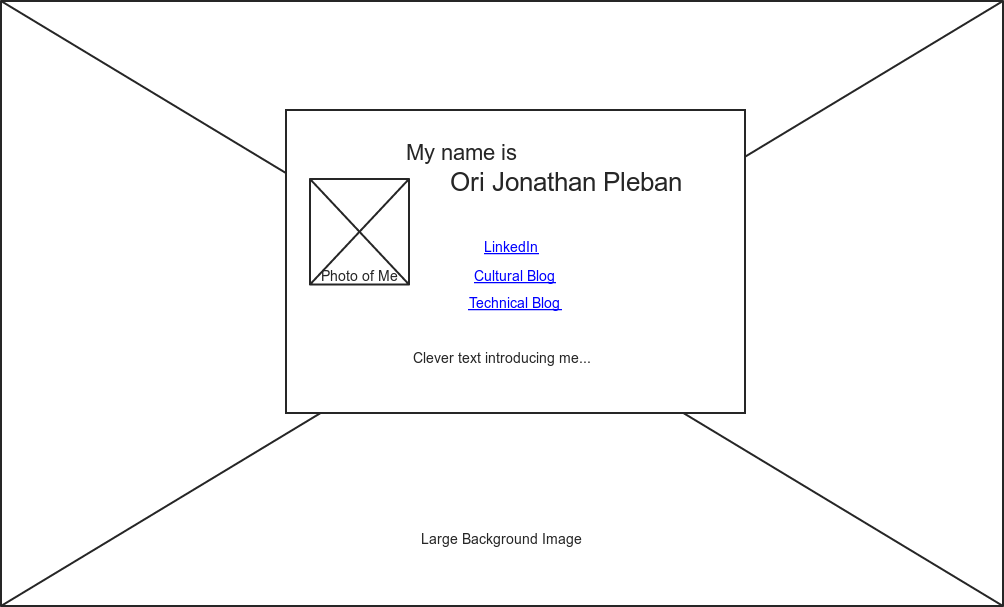 My name is
Ori Jonathan Pleban
LinkedIn
Cultural Blog
Photo of Me
Technical Blog
Clever text introducing me...
Large Background Image